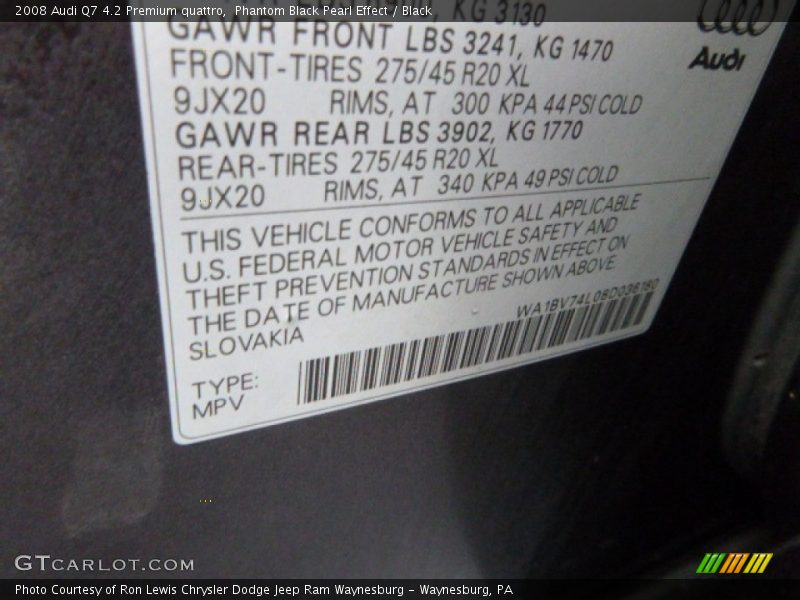 2008 Audi Q7 4.2 Premium quattro, Phantom Black Pearl Effect / Black
KG 3130
GAWR FRONT LBS 3241, KG 1470
Audi
FRONT-TIRES 275/45 R20 XL
9JX20 RIMS, AT 300 KPA 44 PSI COLD
GAWR REAR LBS 3902, KG 1770
REAR-TIRES 275/45 R20 XL
9JX20 RIMS, AT 340 KPA 49 PSI COLD
THIS VEHICLE CONFORMS TO ALL APPLICABLE
U.S. FEDERAL MOTOR VEHICLE SAFETY AND
THEFT PREVENTION STANDARDS IN EFFECT ON
THE DATE OF MANUFACTURE SHOWN ABOVE
SLOVAKIA
WA1BV74L08D036180
TYPE:
MPV
GTCARLOT.COM
Photo Courtesy of Ron Lewis Chrysler Dodge Jeep Ram Waynesburg - Waynesburg, PA